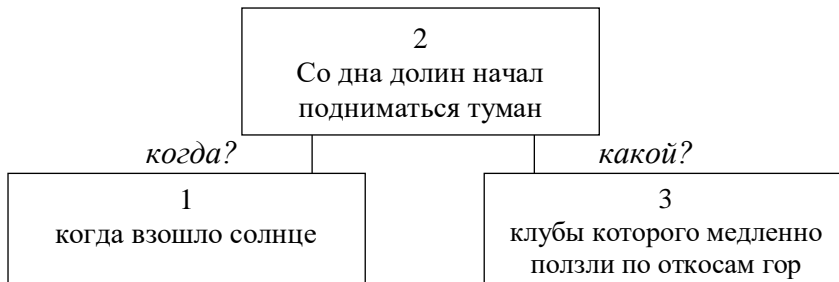 2
Со дна долин начал
подниматься туман
когда?
какой?
1
когда взошло солнце
3
клубы которого медленно
ползли по откосам гор